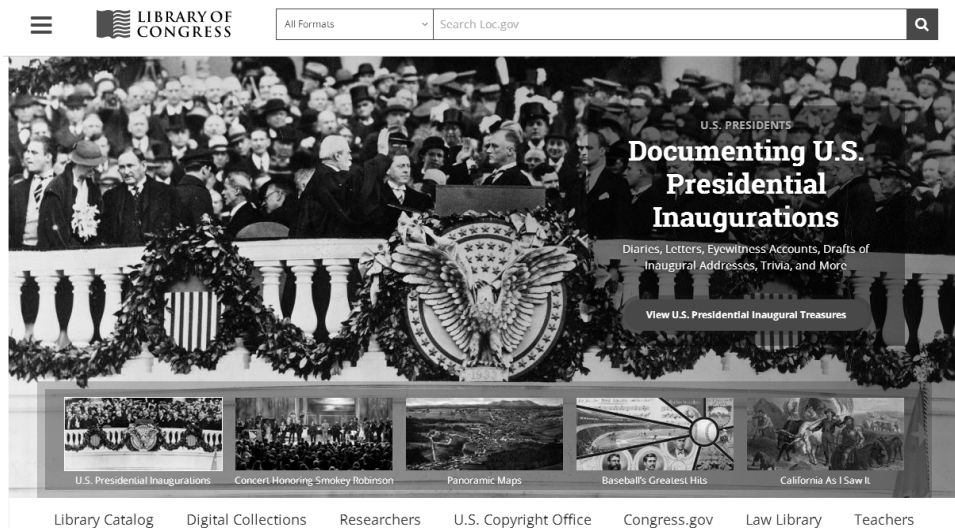 LIBRARY OF
CONGRESS
All Formats
Search Loc.gov
U.S. PRESIDENTS
Documenting U.S.
Presidential
Inaugurations
Diaries, Letters, Eyewitness Accounts, Drafts of
Inaugural Addresses, Trivia, and More
View U.S. Presidential Inaugural Treasures
1933
U.S. Presidential Inaugurations
Concert Honoring Smokey Robinson
Panoramic Maps
Baseball's Greatest Hits
California As I Saw It
Library Catalog
Digital Collections
Researchers
U.S. Copyright Office
Congress.gov
Law Library
Teachers